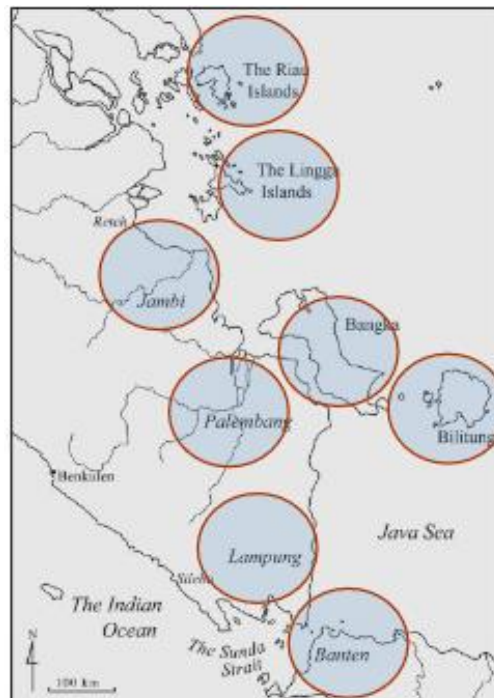 The Riau
Islands
The Lingga
Islands
Reteh
Jambi
Bangka
Palembang
Bilitung
Benkulen
Java Sea
Lampung
The Indian
Ocean
The Sunda
Strait
Banten
N
100 km